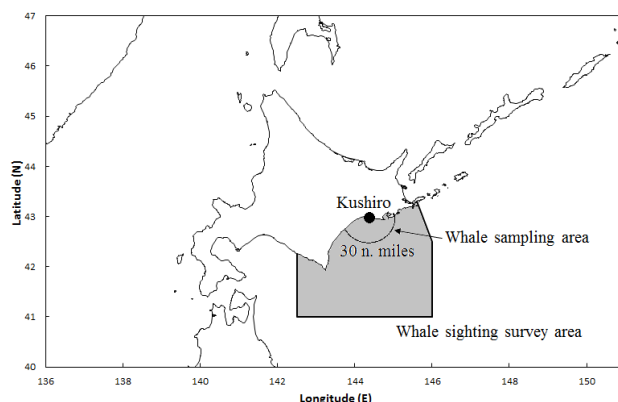 47
46
45
44
43
42
41
40
Latitude (N)
Kushiro
Whale sampling area
30 n. miles
Whale sighting survey area
136 138 140 142 144 146 148 150
Longitude (E)